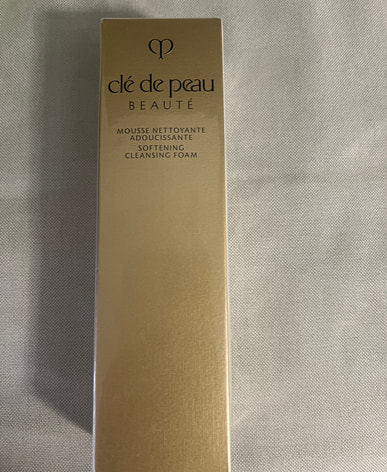 clé de peau
BEAUTÉ
MOUSSE NETTOYANTE
ADOUCISSANTE
SOFTENING
CLEANSING FOAM